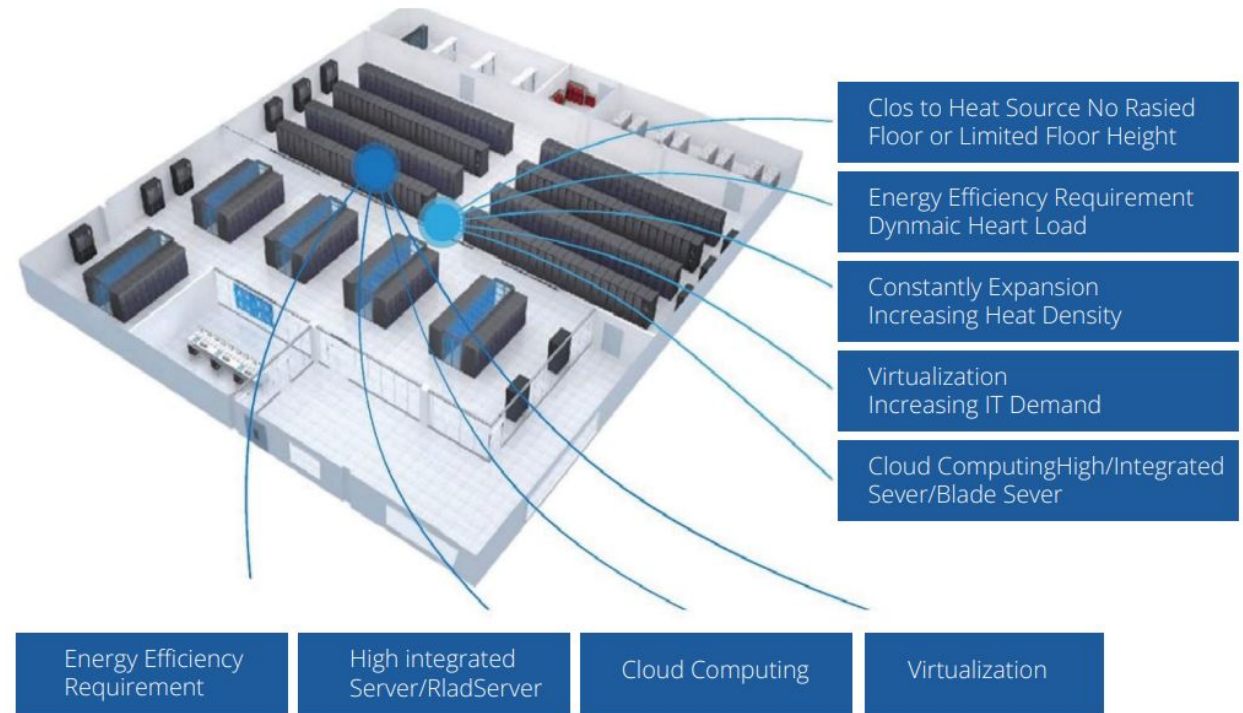 Clos to Heat Source No Rasied
Floor or Limited Floor Height
Energy Efficiency Requirement
Dynmaic Heart Load
Constantly Expansion
Increasing Heat Density
Virtualization
Increasing IT Demand
Cloud ComputingHigh/Integrated
Sever/Blade Sever
Energy Efficiency
Requirement
High integrated
Server/RladServer
Cloud Computing
Virtualization